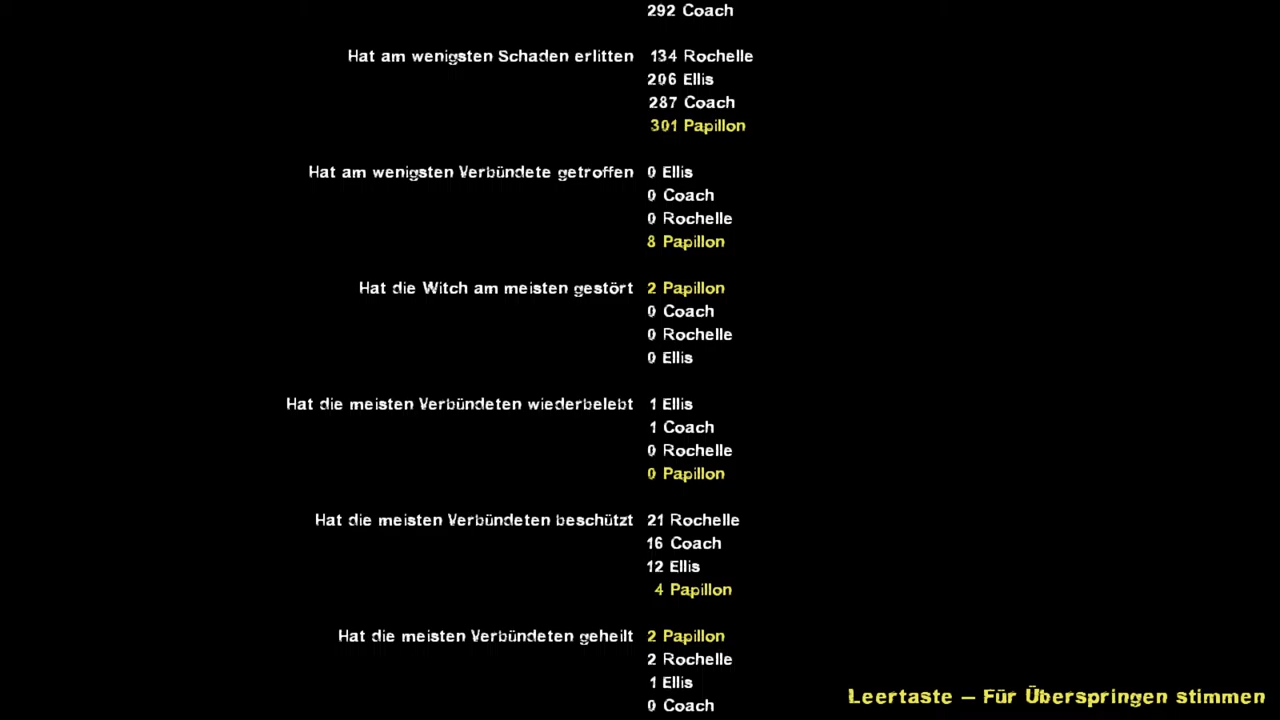 292 Coach
Hat am wenigsten Schaden erlitten 134 Rochelle
206 Ellis
287 Coach
301 Papillon
Hat am wenigsten Verbündete getroffen 0 Ellis
0 Coach
0 Rochelle
8 Papillon
Hat die Witch am meisten gestört 2 Papillon
0 Coach
0 Rochelle
0 Ellis
Hat die meisten Verbündeten wiederbelebt 1 Ellis
1 Coach
0 Rochelle
0 Papillon
Hat die meisten Verbündeten beschützt 21 Rochelle
16 Coach
12 Ellis
4 Papillon
Hat die meisten Verbündeten geheilt 2 Papillon
2 Rochelle
1 Ellis
0 Coach
Leertaste – Für Überspringen stimmen